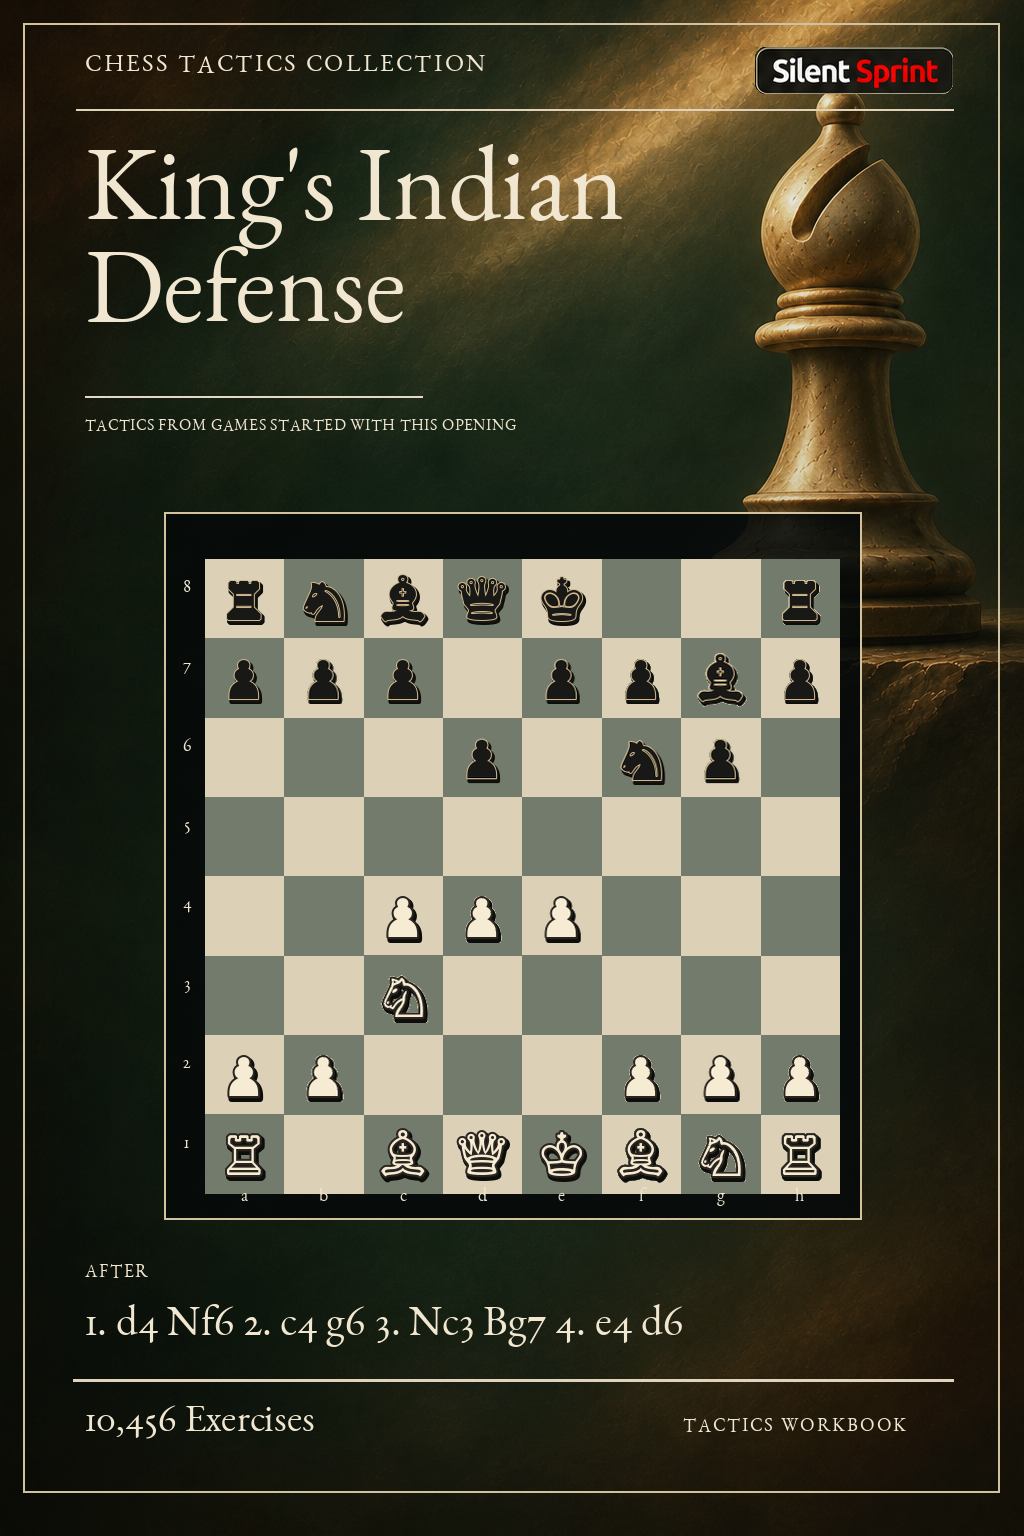 CHESS TACTICS COLLECTION
Silent Sprint
King's Indian
Defense
TACTICS FROM GAMES STARTED WITH THIS OPENING
8
7
6
5
4
3
2
1
a b c d e f g h
AFTER
1. d4 Nf6 2. c4 g6 3. Nc3 Bg7 4. e4 d6
10,456 Exercises
TACTICS WORKBOOK